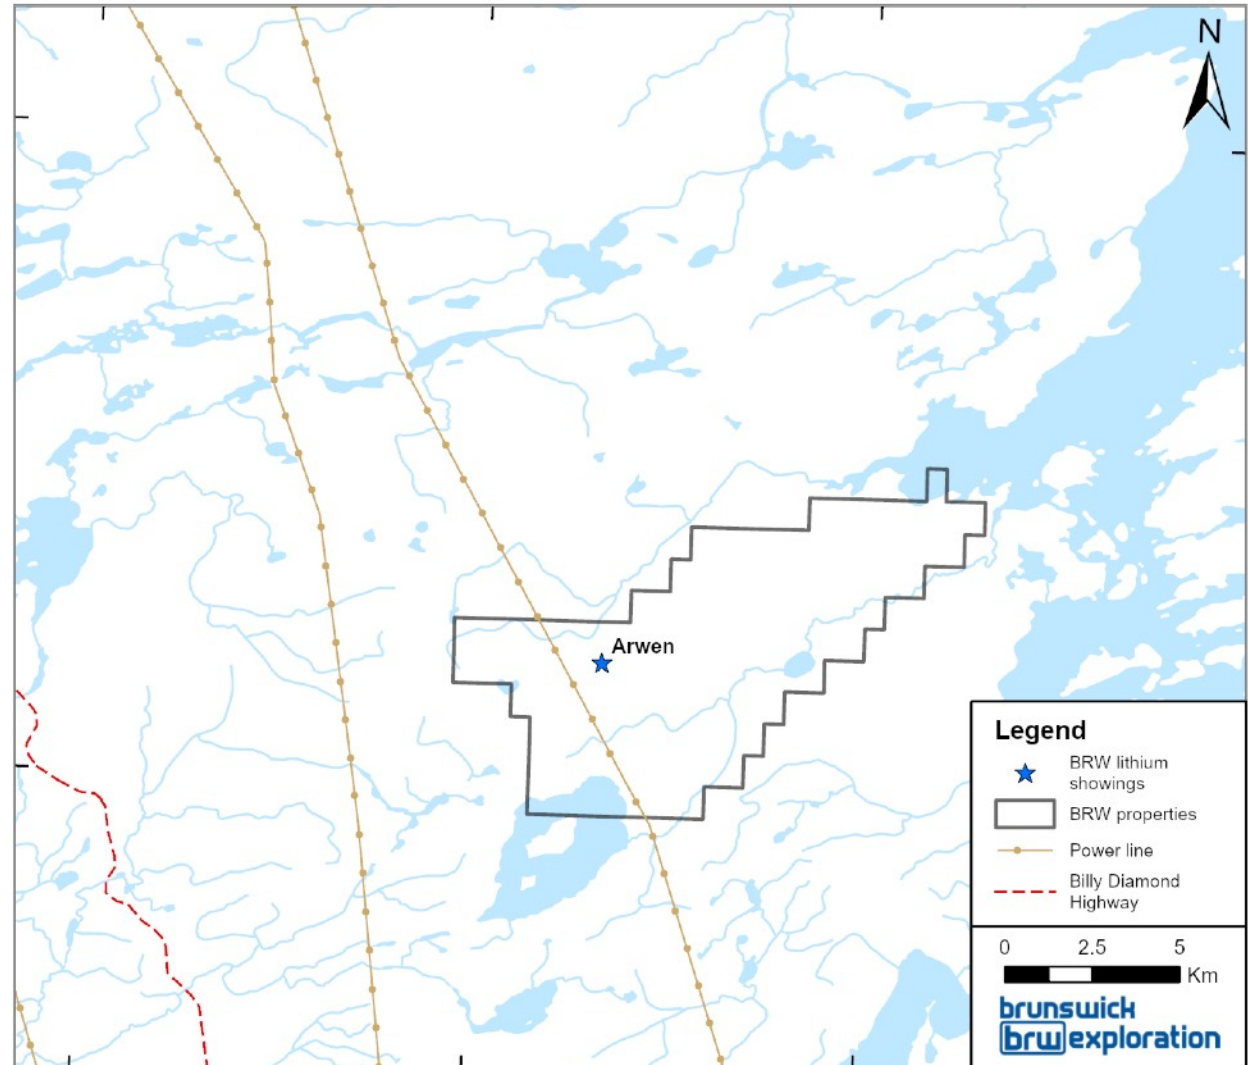 N
Arwen
Legend
BRW lithium
showings
BRW properties
Power line
Billy Diamond
Highway
0 2.5 5
Km
brunswick
brw exploration